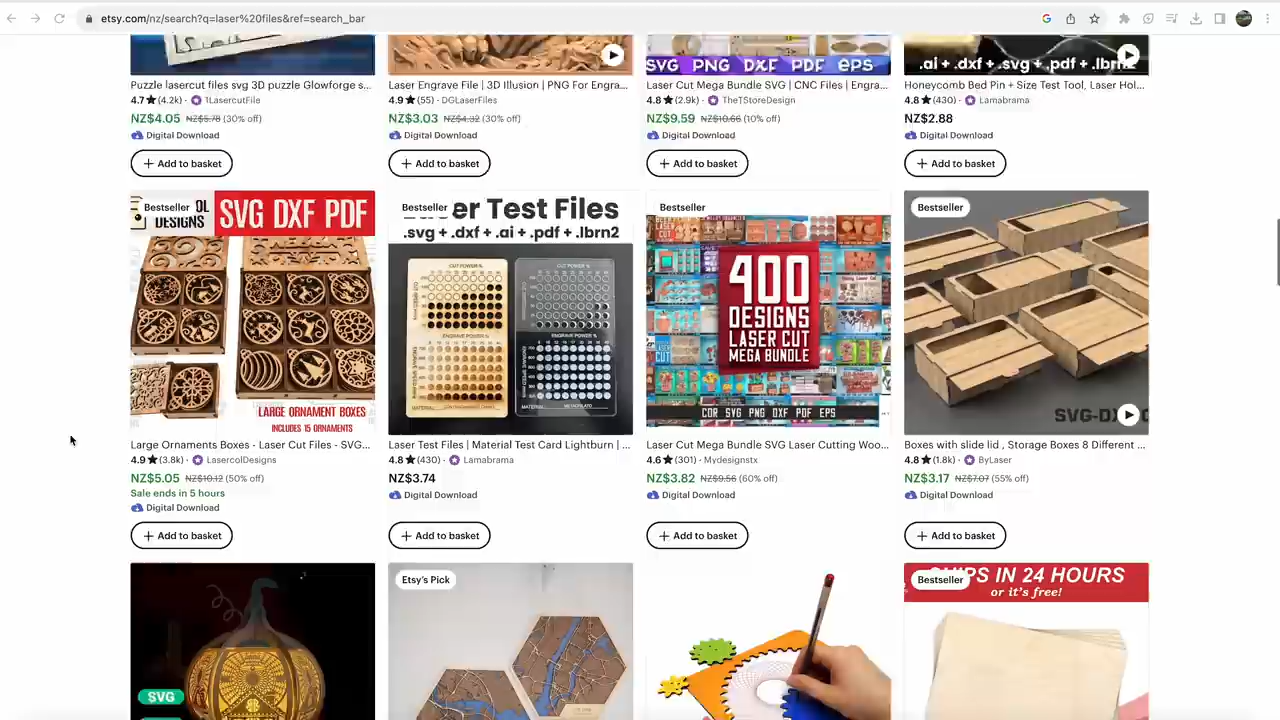 etsy.com/nz/search?q=laser%20files&ref=search_bar
SVG PNG DXF PDF EPS
.ai + .dxf + .svg + .pdf + .lbrn2
Puzzle lasercut files svg 3D puzzle Glowforge s...
Laser Engrave File | 3D Illusion | PNG For Engra...
Laser Cut Mega Bundle SVG | CNC Files | Engra...
Honeycomb Bed Pin + Size Test Tool, Laser Hol...
4.7★(4.2k) · 1LasercutFile
4.9★(55) · DGLaserFiles
4.8★(2.9k) · TheTStoreDesign
4.8★(430) · Lamabrama
NZ$4.05 NZ$5.78 (30% off)
NZ$3.03 NZ$4.32 (30% off)
NZ$9.59 NZ$10.66 (10% off)
NZ$2.88
Digital Download
Digital Download
Digital Download
Digital Download
+ Add to basket
+ Add to basket
+ Add to basket
+ Add to basket
Bestseller
DESIGNS
SVG DXF PDF
LARGE ORNAMENT BOXES
INCLUDES 15 ORNAMENTS
Bestseller
er Test Files
.svg + .dxf + .ai + .pdf + .lbrn2
CUT POWER %
CUT POWER %
ENGRAVE POWER %
ENGRAVE POWER %
MATERIAL:
Bestseller
400
DESIGNS
LASER CUT
MEGA BUNDLE
CDR SVG PNG DXF PDF EPS
Bestseller
SVG-DX
Large Ornaments Boxes - Laser Cut Files - SVG...
Laser Test Files | Material Test Card Lightburn | ...
Laser Cut Mega Bundle SVG Laser Cutting Woo...
Boxes with slide lid , Storage Boxes 8 Different ...
4.9★(3.8k) · LasercolDesigns
4.8★(430) · Lamabrama
4.6★(301) · Mydesignstx
4.8★(1.8k) · ByLaser
NZ$5.05 NZ$10.12 (50% off)
NZ$3.74
NZ$3.82 NZ$9.56 (60% off)
NZ$3.17 NZ$7.07 (55% off)
Sale ends in 5 hours
Digital Download
Digital Download
Digital Download
Digital Download
+ Add to basket
+ Add to basket
+ Add to basket
+ Add to basket
SVG
Etsy's Pick
Bestseller
SHIPS IN 24 HOURS
or it's free!